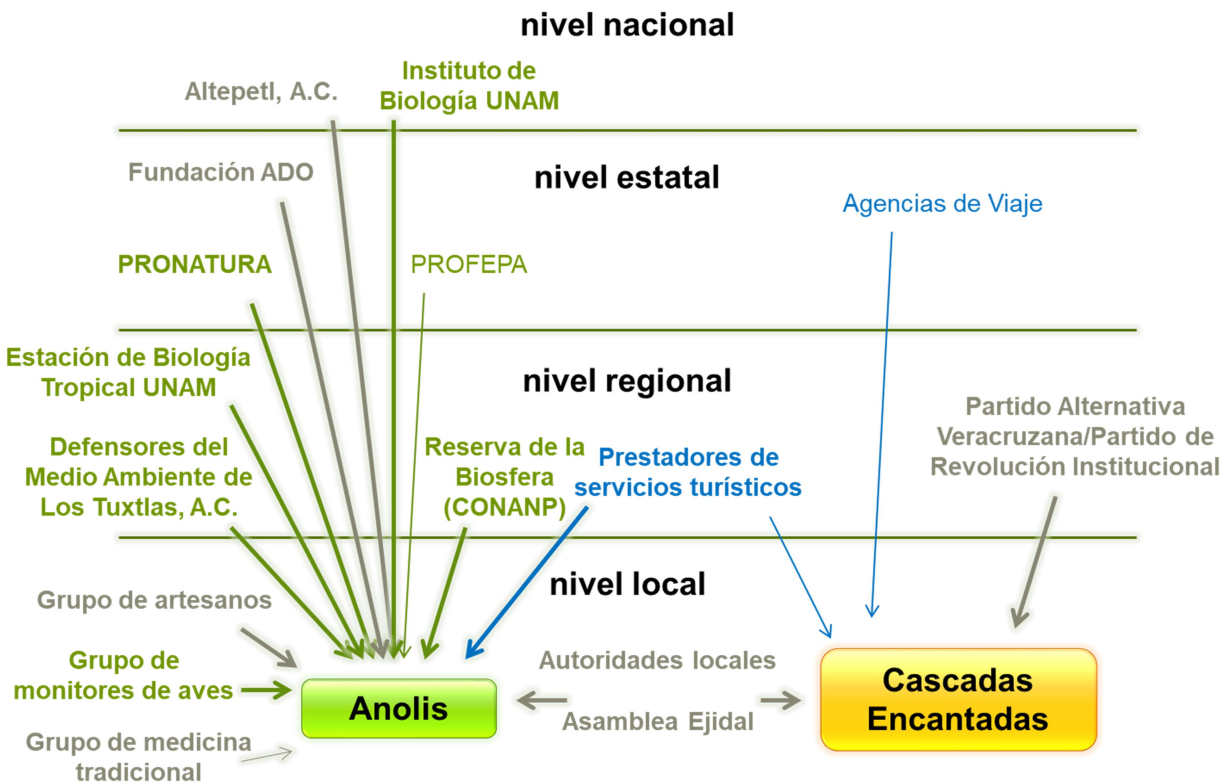 nivel nacional
Altepetl, A.C.
Instituto de
Biología UNAM
Fundación ADO
nivel estatal
Agencias de Viaje
PRONATURA
PROFEPA
Estación de Biología
Tropical UNAM
nivel regional
Partido Alternativa
Veracruzana/Partido de
Revolución Institucional
Defensores del
Medio Ambiente de
Los Tuxtlas, A.C.
Reserva de la
Biosfera
(CONANP)
Prestadores de
servicios turísticos
nivel local
Grupo de artesanos
Grupo de
monitores de aves
Anolis
Autoridades locales
Asamblea Ejidal
Cascadas
Encantadas
Grupo de medicina
tradicional